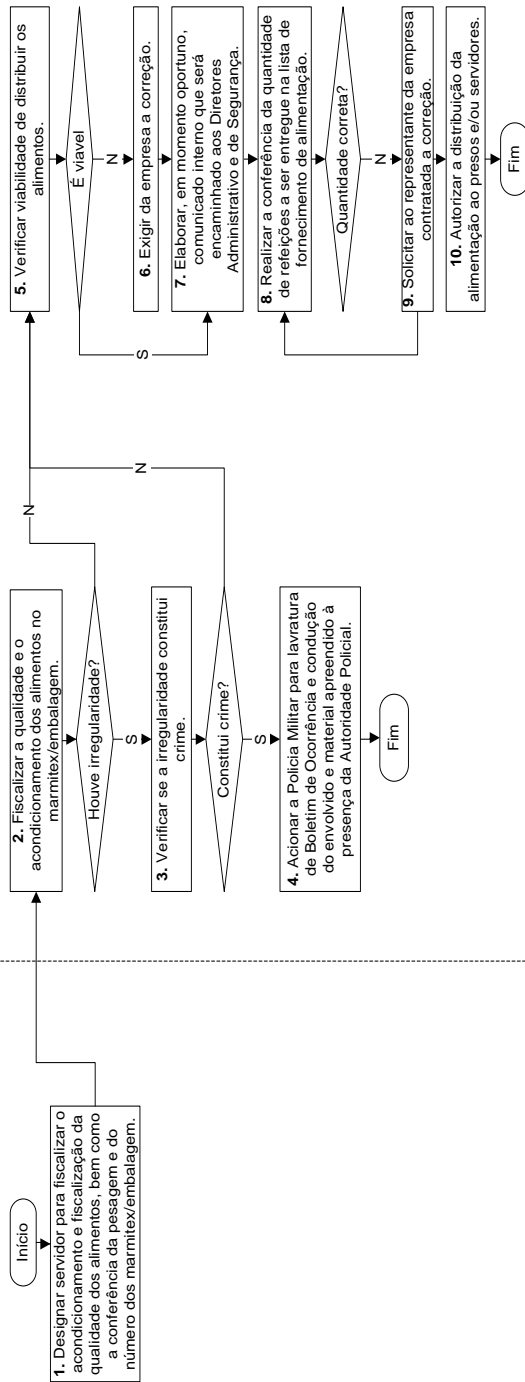 Início
1. Designar servidor para fiscalizar o
acondicionamento e fiscalização da
qualidade dos alimentos, bem como
a conferência da pesagem e do
número dos marmitex/embalagem.
2. Fiscalizar a qualidade e o
acondicionamento dos alimentos no
marmitex/embalagem.
Houve irregularidade?
N
S
3. Verificar se a irregularidade constitui
crime.
Constitui crime?
N
S
4. Acionar a Policia Militar para lavratura
de Boletim de Ocorrência e condução
do envolvido e material apreendido à
presença da Autoridade Policial.
Fim
5. Verificar viabilidade de distribuir os
alimentos.
É viavel
S
N
6. Exigir da empresa a correção.
7. Elaborar, em momento oportuno,
comunicado interno que será
encaminhado aos Diretores
Administrativo e de Segurança.
8. Realizar a conferência da quantidade
de refeições a ser entregue na lista de
fornecimento de alimentação.
Quantidade correta?
N
9. Solicitar ao representante da empresa
contratada a correção.
10. Autorizar a distribuição da
alimentação ao presos e/ou servidores.
Fim